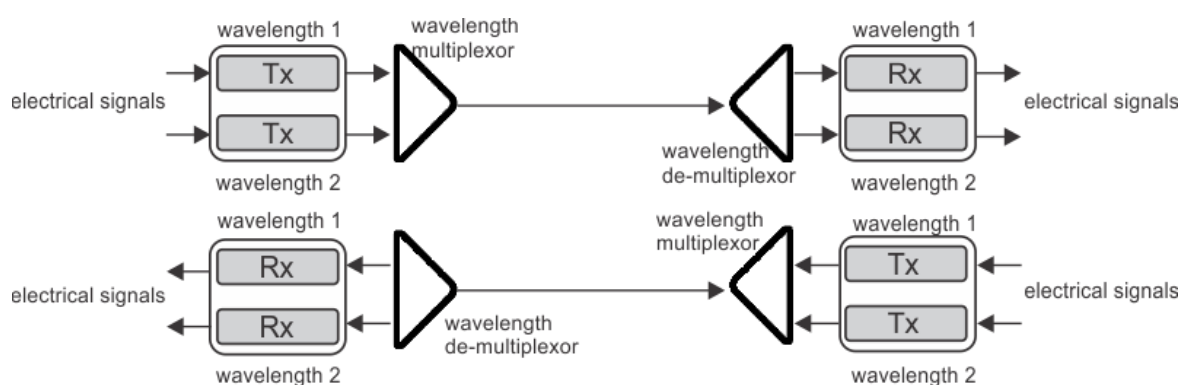 wavelength 1
wavelength
multiplexor
wavelength 1
Tx
Rx
electrical signals
electrical signals
Tx
Rx
wavelength
de-multiplexor
wavelength 2
wavelength 2
wavelength 1
wavelength
multiplexor
wavelength 1
Rx
Tx
electrical signals
electrical signals
Rx
Tx
wavelength
de-multiplexor
wavelength 2
wavelength 2